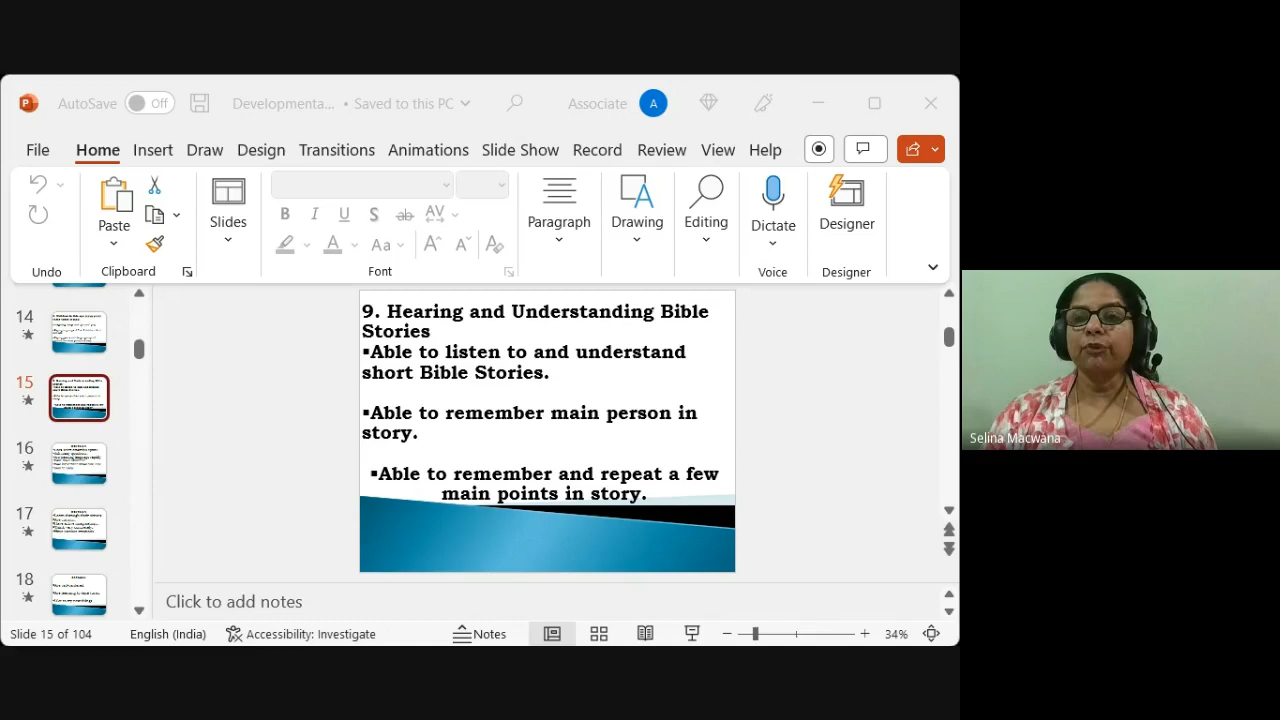 AutoSave Off Developmenta... • Saved to this PC Associate A
File Home Insert Draw Design Transitions Animations Slide Show Record Review View Help
Paste Slides B I U S ab AV Aa A A A Paragraph Drawing Editing Dictate Designer
Undo Clipboard Font Voice Designer
14
15
16
17
18
9. Hearing and Understanding Bible
Stories
▪Able to listen to and understand
short Bible Stories.
▪Able to remember main person in
story.
▪Able to remember and repeat a few
main points in story.
Click to add notes
Slide 15 of 104 English (India) Accessibility: Investigate Notes 34%
Selina Macwana